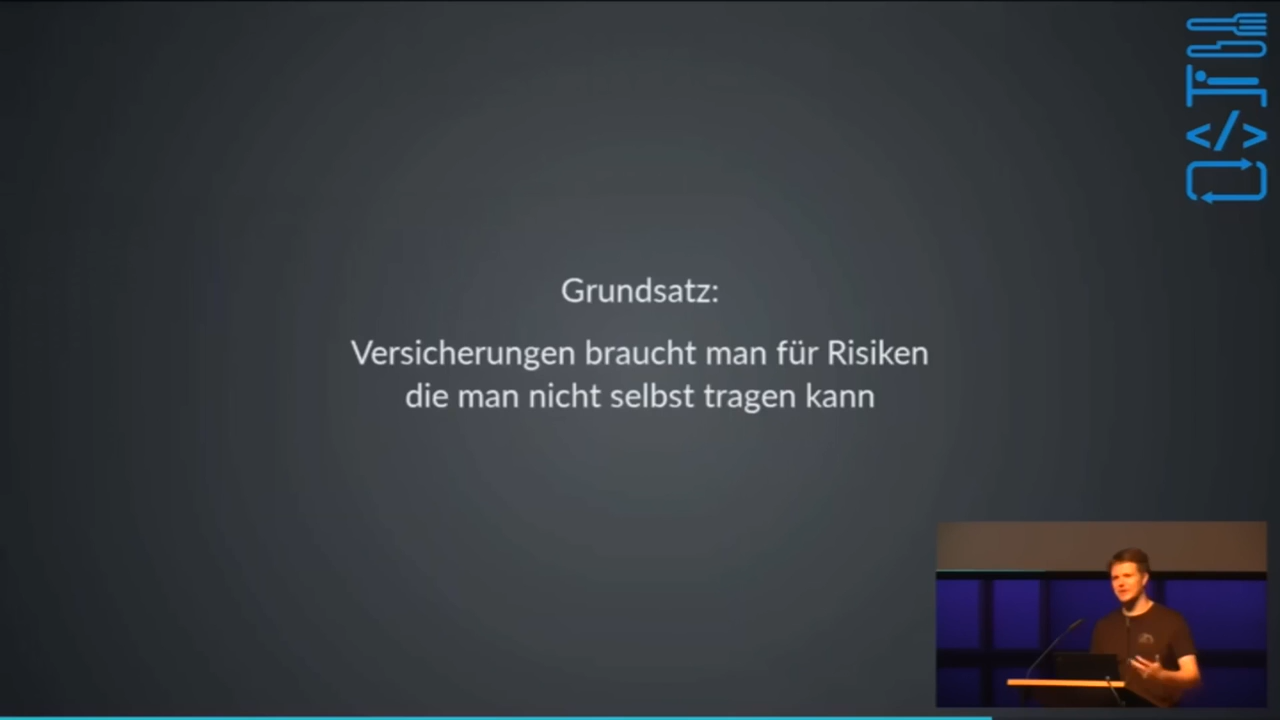 Grundsatz:
Versicherungen braucht man für Risiken
die man nicht selbst tragen kann